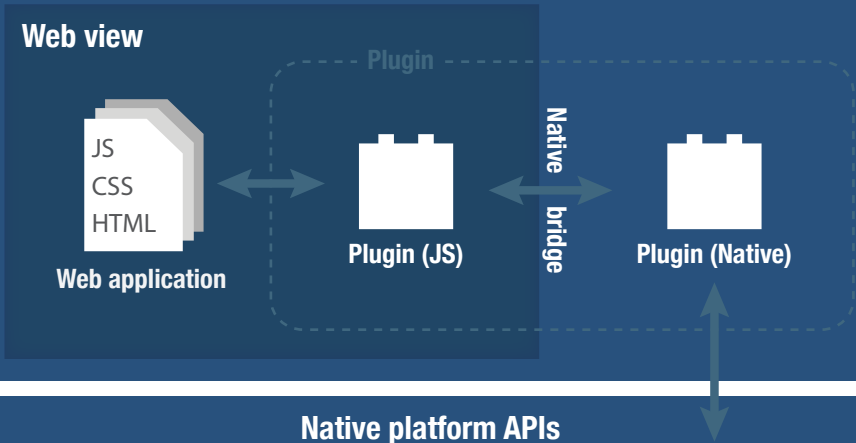 Web view
Plugin
JS
CSS
HTML
Web application
Plugin (JS)
Native bridge
Plugin (Native)
Native platform APIs